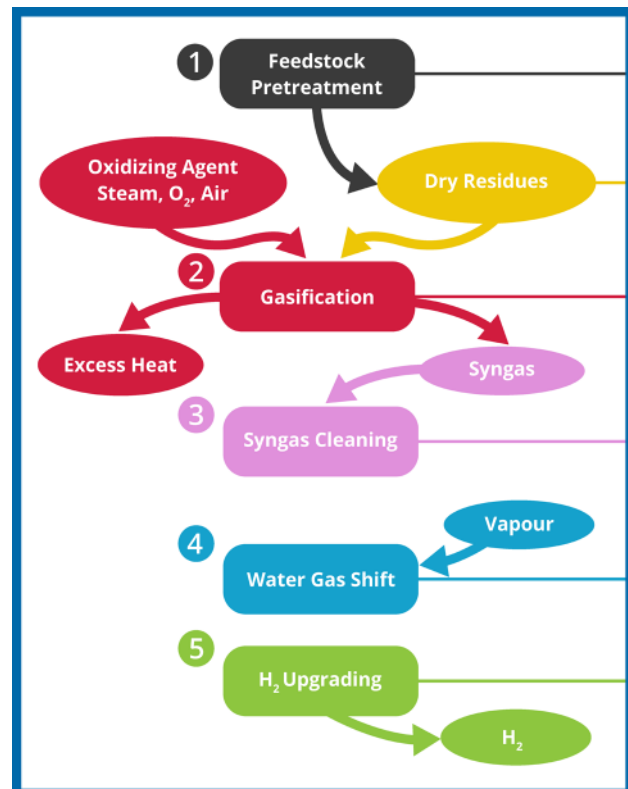 1
Feedstock
Pretreatment
Oxidizing Agent
Steam, O₂, Air
Dry Residues
2
Gasification
Excess Heat
Syngas
3
Syngas Cleaning
Vapour
4
Water Gas Shift
5
H₂ Upgrading
H₂